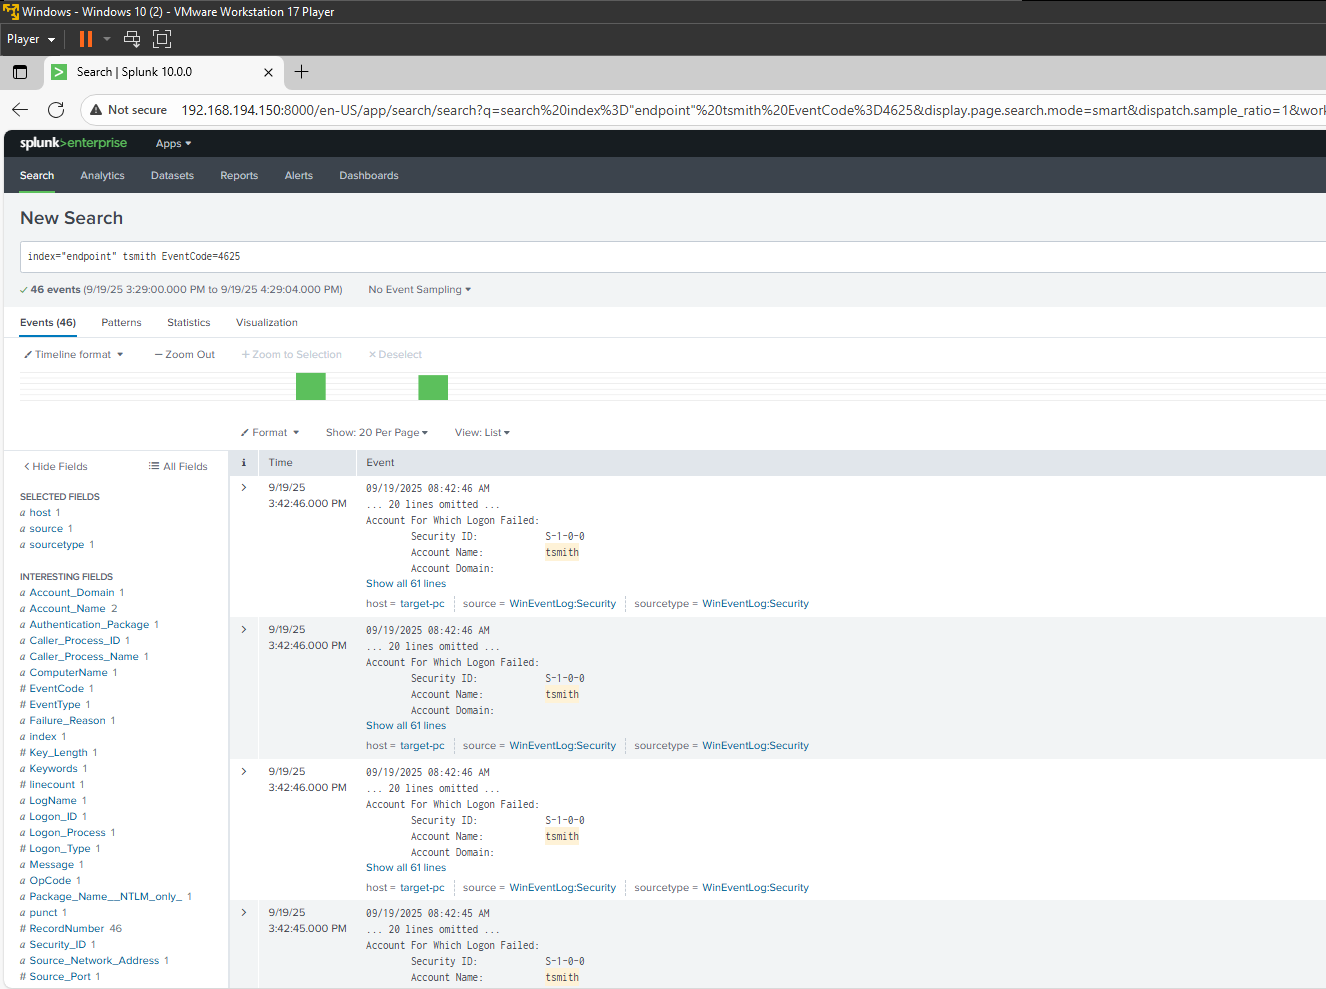 Windows - Windows 10 (2) - VMware Workstation 17 Player
Player
Search | Splunk 10.0.0
Not secure 192.168.194.150:8000/en-US/app/search/search?q=search%20index%3D"endpoint"%20tsmith%20EventCode%3D4625&display.page.search.mode=smart&dispatch.sample_ratio=1&work
splunk>enterprise Apps
Search Analytics Datasets Reports Alerts Dashboards
New Search
index="endpoint" tsmith EventCode=4625
46 events (9/19/25 3:29:00.000 PM to 9/19/25 4:29:04.000 PM) No Event Sampling
Events (46) Patterns Statistics Visualization
Timeline format — Zoom Out + Zoom to Selection × Deselect
Format Show: 20 Per Page View: List
< Hide Fields All Fields
SELECTED FIELDS
a host 1
a source 1
a sourcetype 1
INTERESTING FIELDS
a Account_Domain 1
a Account_Name 2
a Authentication_Package 1
a Caller_Process_ID 1
a Caller_Process_Name 1
a ComputerName 1
# EventCode 1
# EventType 1
a Failure_Reason 1
a index 1
# Key_Length 1
a Keywords 1
# linecount 1
a LogName 1
a Logon_ID 1
a Logon_Process 1
# Logon_Type 1
a Message 1
a OpCode 1
a Package_Name__NTLM_only_ 1
a punct 1
# RecordNumber 46
a Security_ID 1
a Source_Network_Address 1
# Source_Port 1
i Time Event
9/19/25
3:42:46.000 PM
09/19/2025 08:42:46 AM
... 20 lines omitted ...
Account For Which Logon Failed:
Security ID: S-1-0-0
Account Name: tsmith
Account Domain:
Show all 61 lines
host = target-pc source = WinEventLog:Security sourcetype = WinEventLog:Security
9/19/25
3:42:46.000 PM
09/19/2025 08:42:46 AM
... 20 lines omitted ...
Account For Which Logon Failed:
Security ID: S-1-0-0
Account Name: tsmith
Account Domain:
Show all 61 lines
host = target-pc source = WinEventLog:Security sourcetype = WinEventLog:Security
9/19/25
3:42:46.000 PM
09/19/2025 08:42:46 AM
... 20 lines omitted ...
Account For Which Logon Failed:
Security ID: S-1-0-0
Account Name: tsmith
Account Domain:
Show all 61 lines
host = target-pc source = WinEventLog:Security sourcetype = WinEventLog:Security
9/19/25
3:42:45.000 PM
09/19/2025 08:42:45 AM
... 20 lines omitted ...
Account For Which Logon Failed:
Security ID: S-1-0-0
Account Name: tsmith